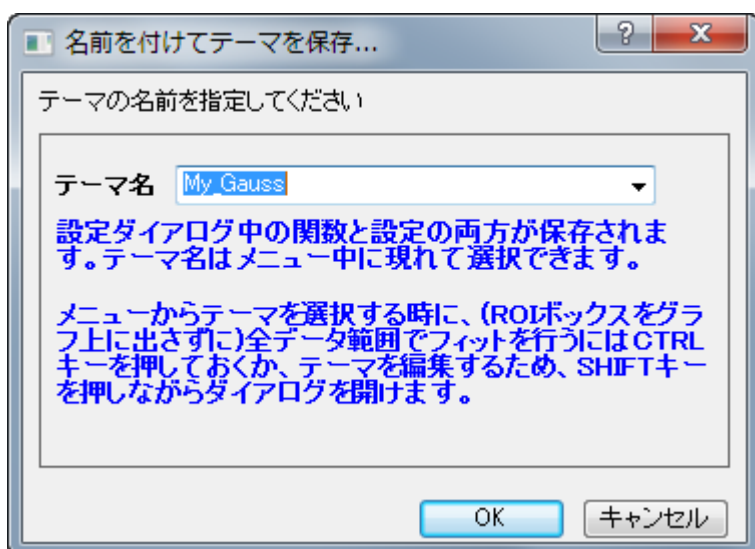 名前を付けてテーマを保存...
テーマの名前を指定してください
テーマ名 My_Gauss
設定ダイアログ中の関数と設定の両方が保存されま
す。テーマ名はメニュー中に現れて選択できます。
メニューからテーマを選択する時に、(ROIボックスをグラ
フ上に出さずに)全データ範囲でフィットを行うにはCTRL
キーを押しておくか、テーマを編集するため、SHIFTキー
を押しながらダイアログを開けます。
OK キャンセル